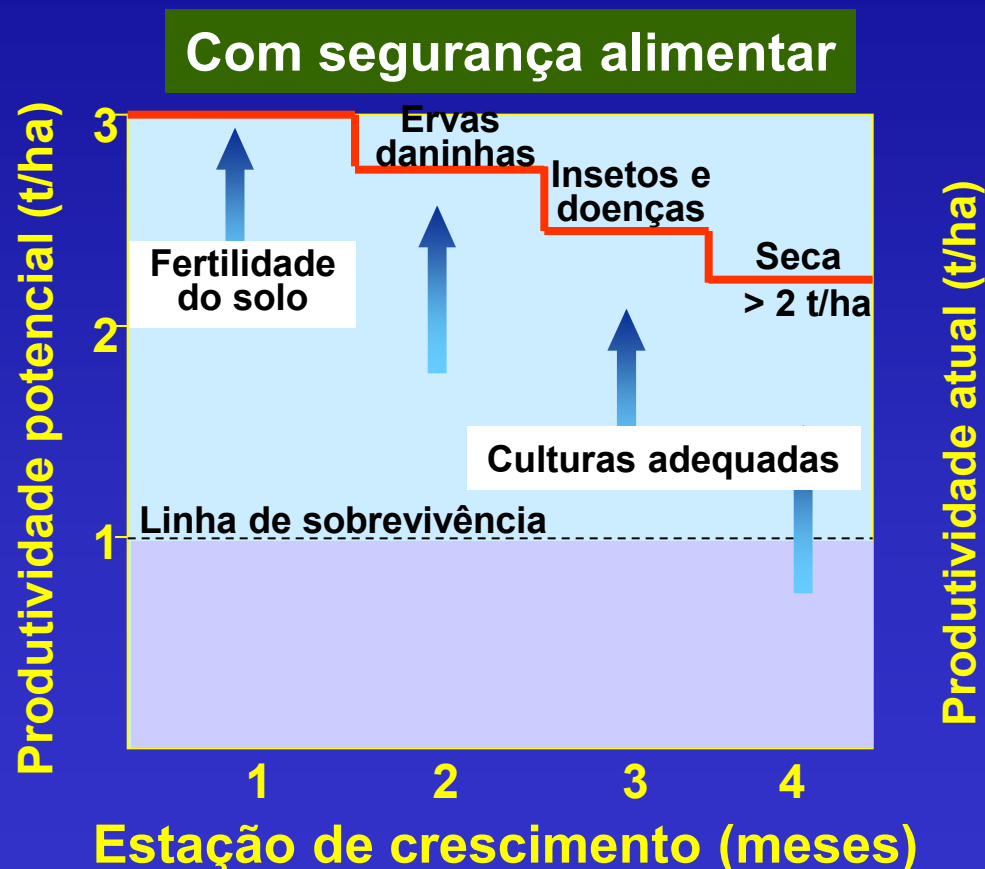 Com segurança alimentar
Produtividade potencial (t/ha)
3
2
1
Ervas
daninhas
Insetos e
doenças
Seca
> 2 t/ha
Fertilidade
do solo
Culturas adequadas
Linha de sobrevivência
Produtividade atual (t/ha)
1 2 3 4
Estação de crescimento (meses)